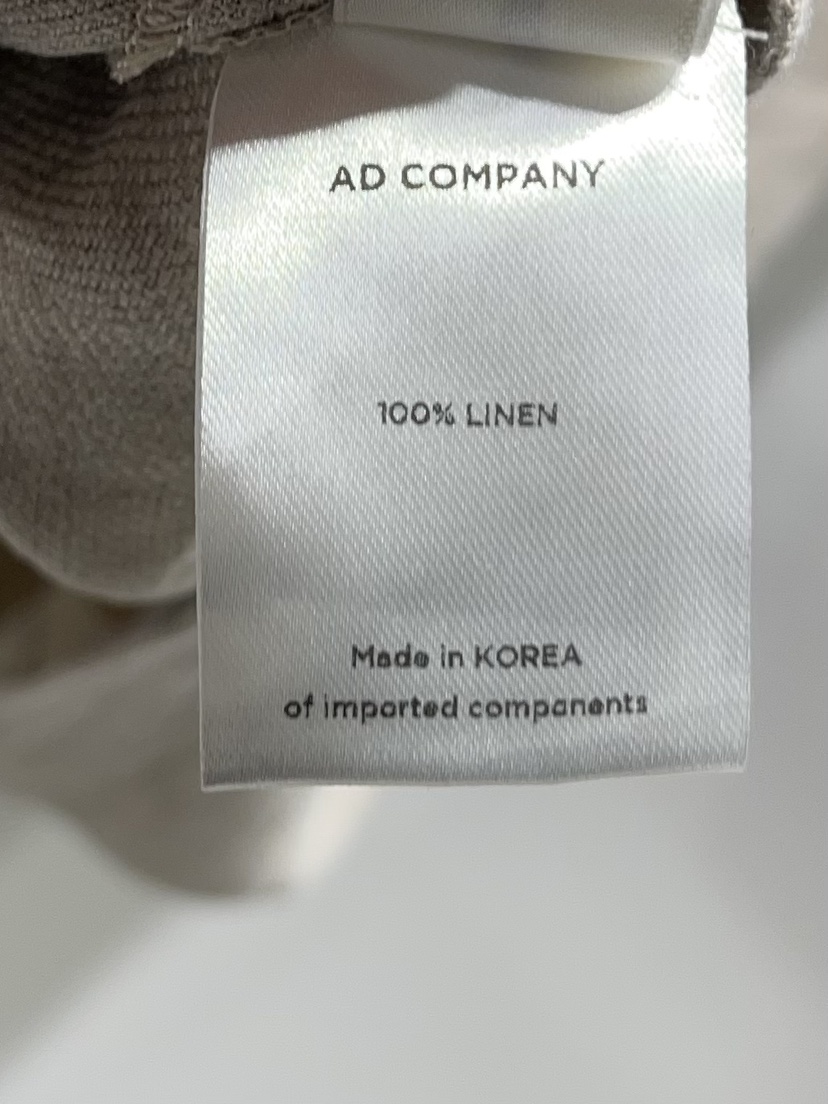 AD COMPANY
100% LINEN
Made in KOREA
of imported components